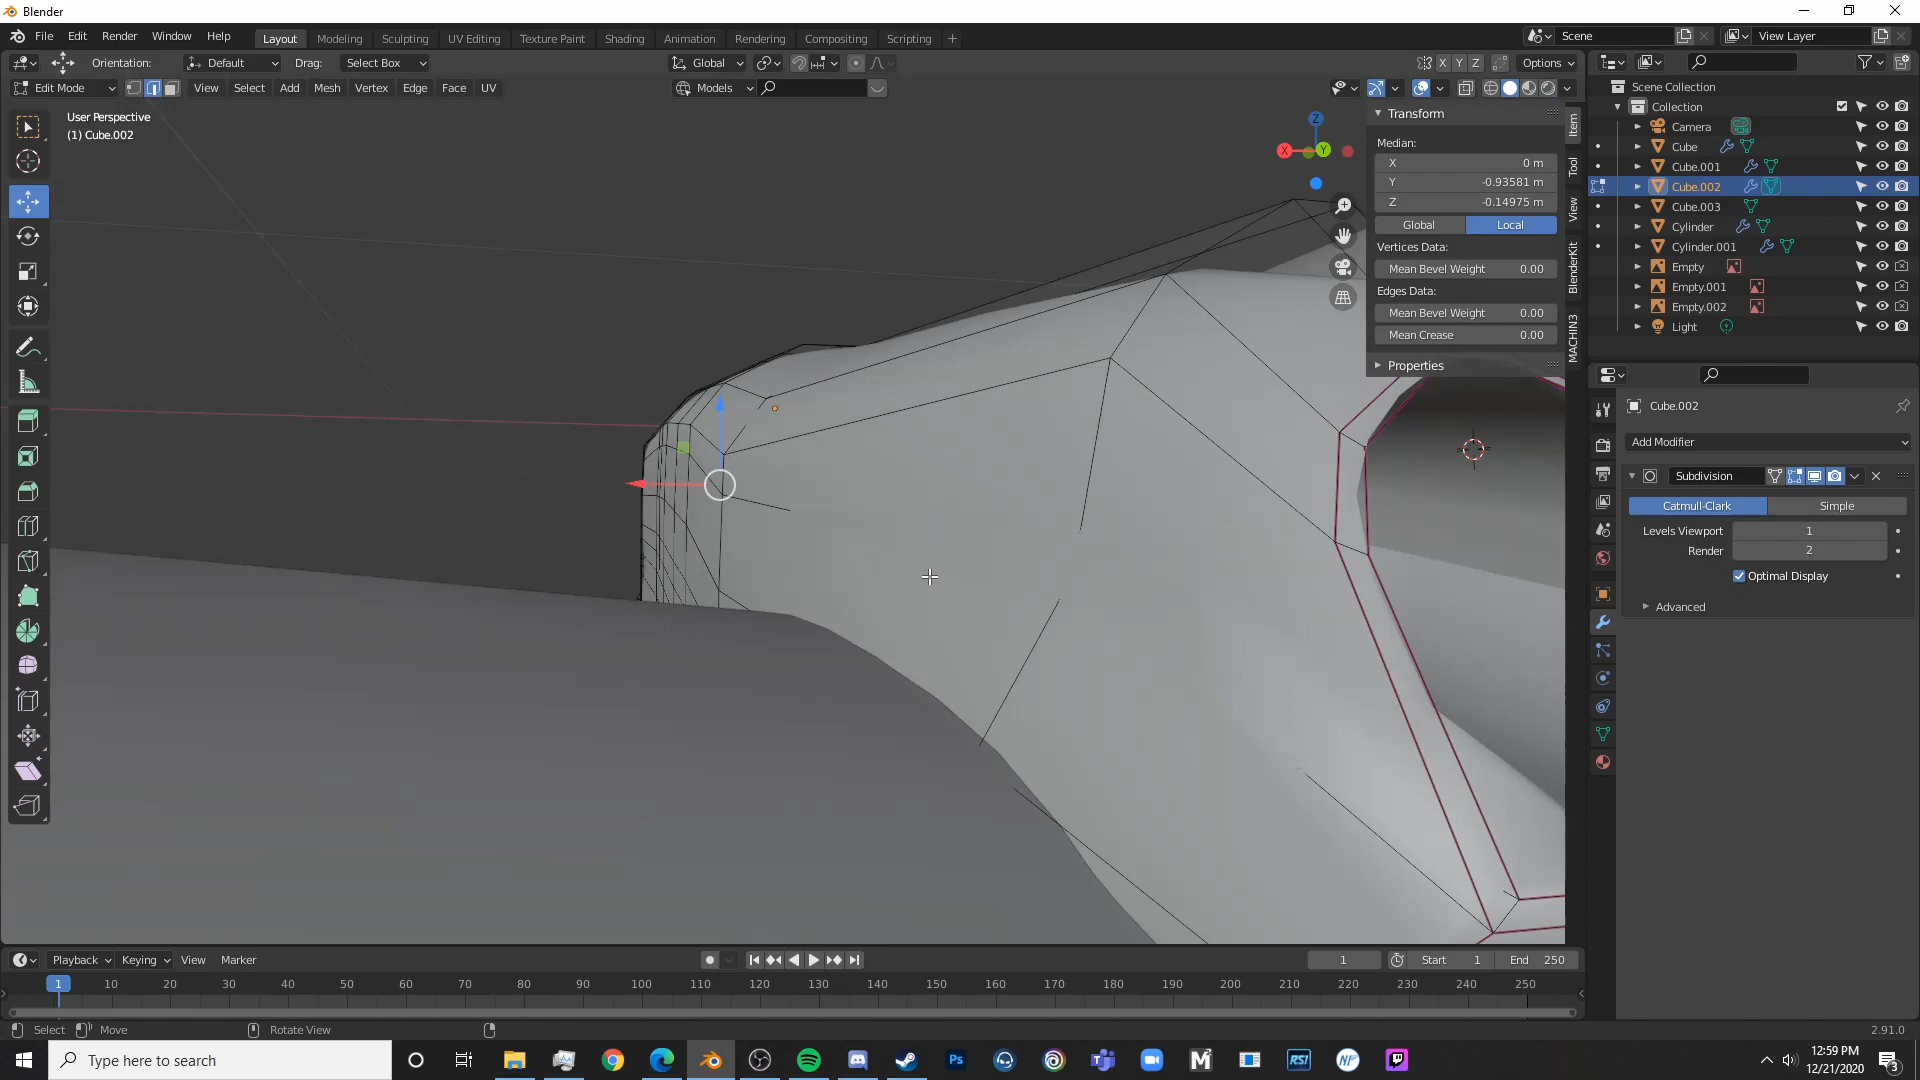 Blender
File Edit Render Window Help
Layout Modeling Sculpting UV Editing Texture Paint Shading Animation Rendering Compositing Scripting +
Scene
View Layer
Orientation: Default Drag: Select Box
Global
X Y Z Options
Edit Mode
View Select Add Mesh Vertex Edge Face UV
Models
User Perspective
(1) Cube.002
Z
X
Y
Transform
Median:
X 0 m
Y -0.93581 m
Z -0.14975 m
Global Local
Vertices Data:
Mean Bevel Weight 0.00
Edges Data:
Mean Bevel Weight 0.00
Mean Crease 0.00
Properties
Item
Tool
View
BlenderKit
MACHIN3
Scene Collection
Collection
Camera
Cube
Cube.001
Cube.002
Cube.003
Cylinder
Cylinder.001
Empty
Empty.001
Empty.002
Light
Cube.002
Add Modifier
Subdivision
Catmull-Clark Simple
Levels Viewport 1
Render 2
Optimal Display
Advanced
Playback Keying View Marker
1 Start 1 End 250
1 10 20 30 40 50 60 70 80 90 100 110 120 130 140 150 160 170 180 190 200 210 220 230 240 250
Select Move Rotate View
2.91.0
Type here to search
Ps
RSI
NP
12:59 PM
12/21/2020
3